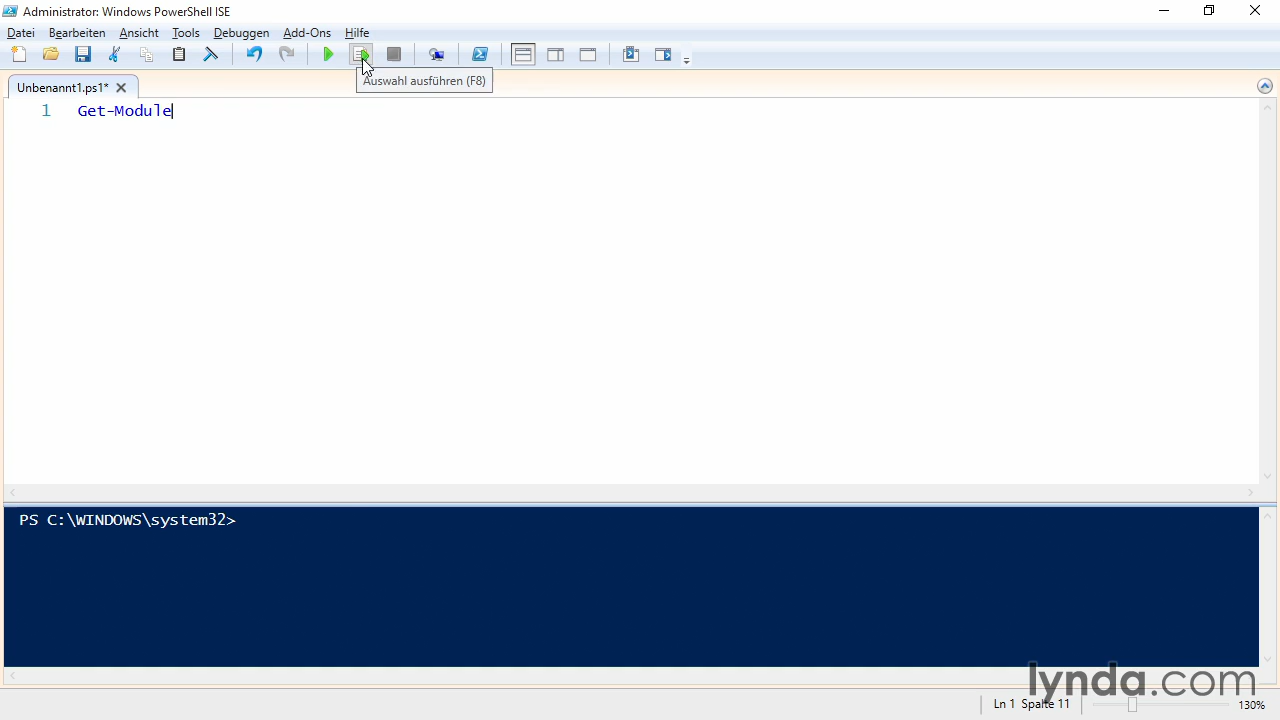 Administrator: Windows PowerShell ISE
Datei Bearbeiten Ansicht Tools Debuggen Add-Ons Hilfe
Auswahl ausführen (F8)
Unbenannt1.ps1*
1 Get-Module
PS C:\WINDOWS\system32>
lynda.com
Ln 1 Spalte 11 130%